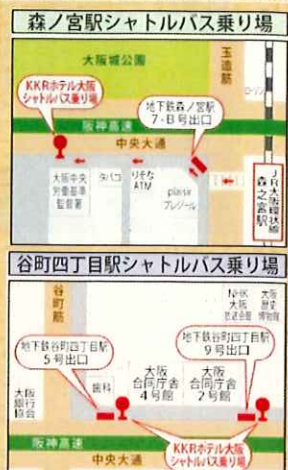 森ノ宮駅シャトルバス乗り場
大阪城公園
玉造筋
KKRホテル大阪
シャトルバス乗り場
地下鉄森ノ宮駅
7-B号出口
阪神高速
中央大通
大阪中央
労働基準
監督署
タバコ
りそな
ATM
JR大阪環状線
森之宮駅
谷町四丁目駅シャトルバス乗り場
谷町筋
NHK
大阪
放送会館
大阪
歴史
博物館
地下鉄谷町四丁目駅
5号出口
地下鉄谷町四丁目駅
9号出口
大阪
銀行
協会
歯科
大阪
合同庁舎
4号館
大阪
合同庁舎
2号館
阪神高速
中央大通
KKRホテル大阪
シャトルバス乗り場